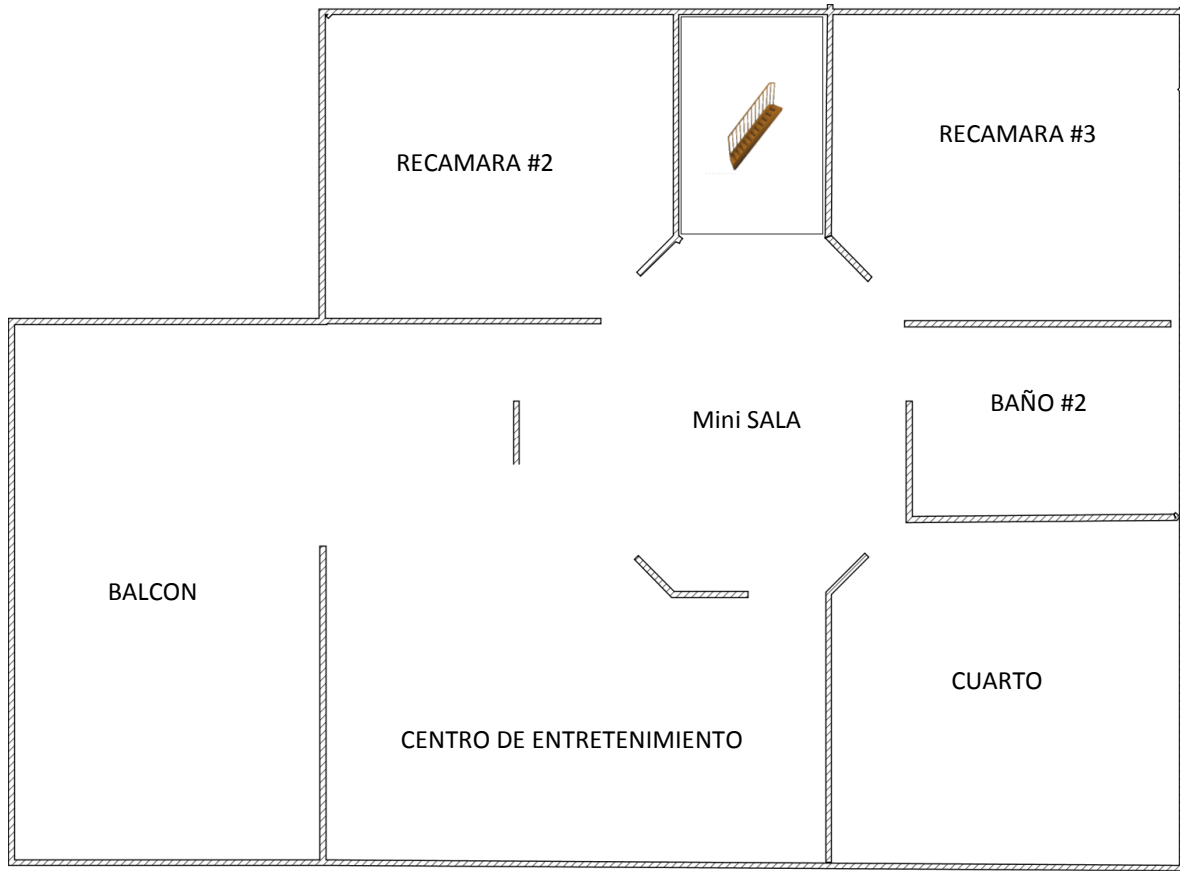 RECAMARA #2
RECAMARA #3
Mini SALA
BAÑO #2
BALCON
CUARTO
CENTRO DE ENTRETENIMIENTO